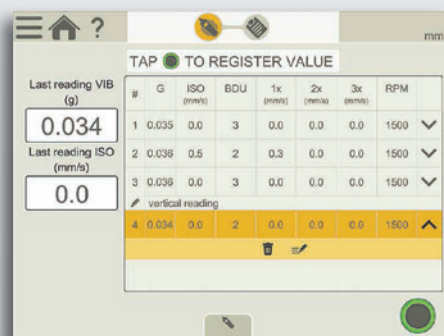 ?
mm
TAP TO REGISTER VALUE
Last reading VIB
(g)
0.034
Last reading ISO
(mm/s)
0.0
# G ISO (mm/s) BDU 1x (mm/s) 2x (mm/s) 3x (mm/s) RPM
1 0.035 0.0 3 0.0 0.0 0.0 1500
2 0.036 0.5 2 0.3 0.0 0.0 1500
3 0.036 0.0 3 0.0 0.0 0.0 1500
vertical reading
4 0.034 0.0 2 0.0 0.0 0.0 1500